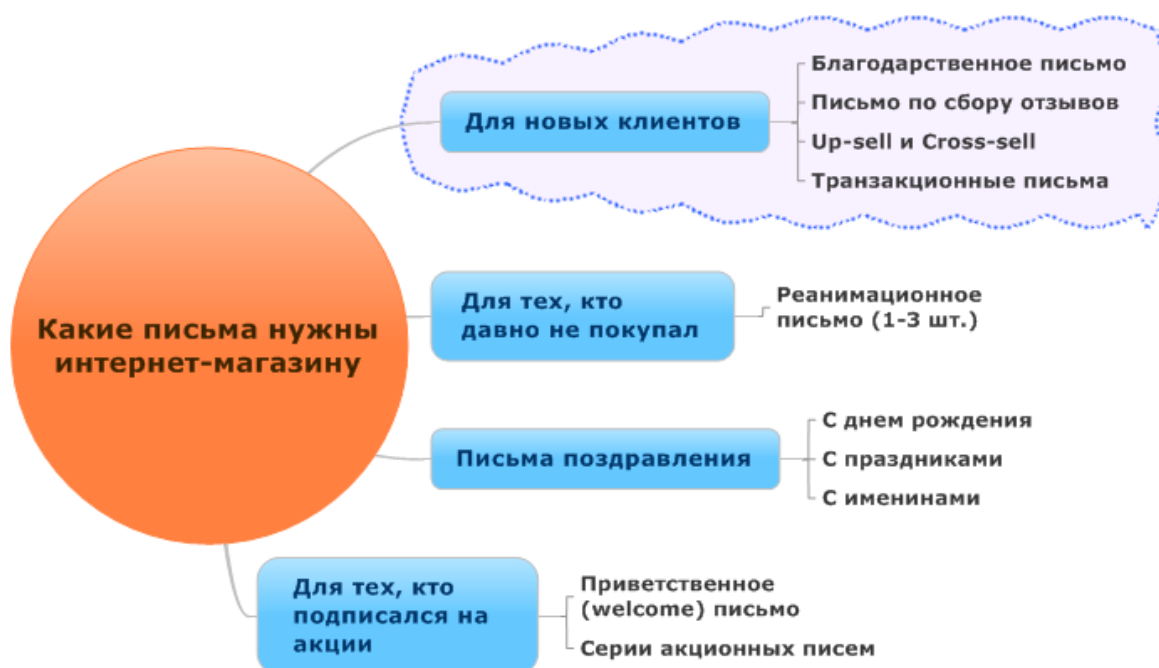 Какие письма нужны
интернет-магазину
Для новых клиентов
Благодарственное письмо
Письмо по сбору отзывов
Up-sell и Cross-sell
Транзакционные письма
Для тех, кто
давно не покупал
Реанимационное
письмо (1-3 шт.)
Письма поздравления
С днем рождения
С праздниками
С именинами
Для тех, кто
подписался на
акции
Приветственное
(welcome) письмо
Серии акционных писем